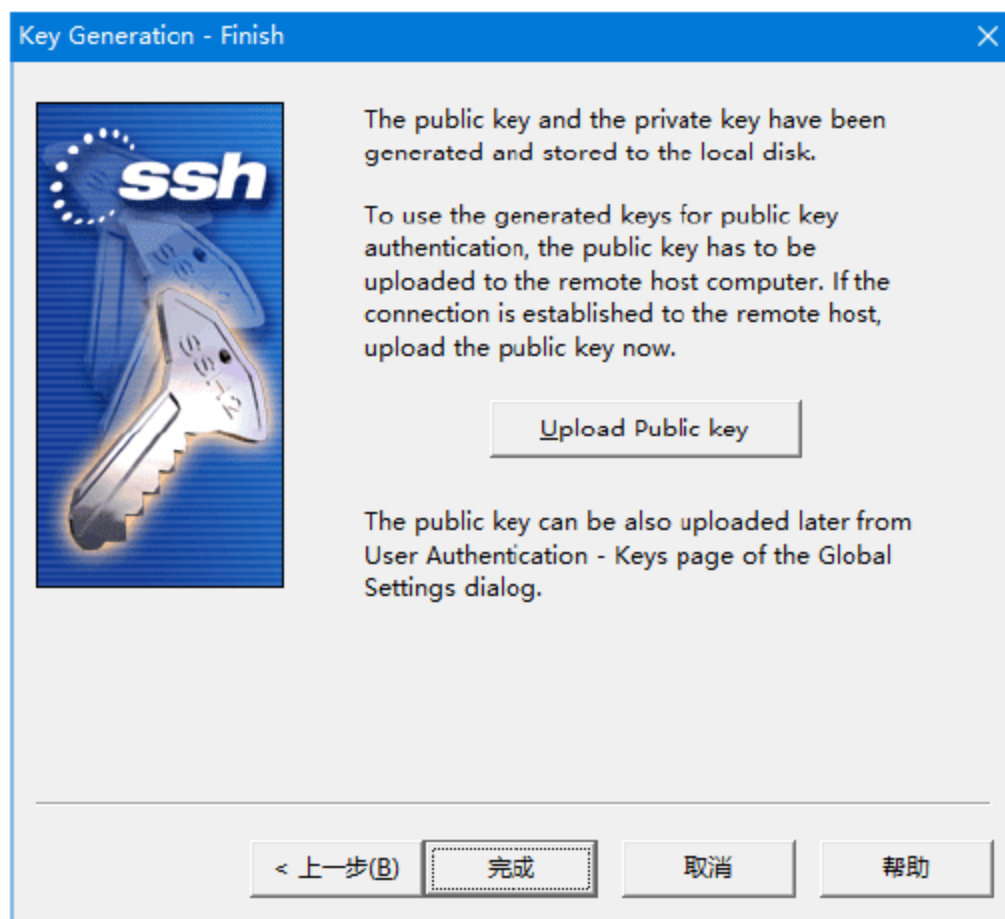 Key Generation - Finish
ssh
The public key and the private key have been
generated and stored to the local disk.
To use the generated keys for public key
authentication, the public key has to be
uploaded to the remote host computer. If the
connection is established to the remote host,
upload the public key now.
Upload Public key
The public key can be also uploaded later from
User Authentication - Keys page of the Global
Settings dialog.
< 上一步(B) 完成 取消 帮助